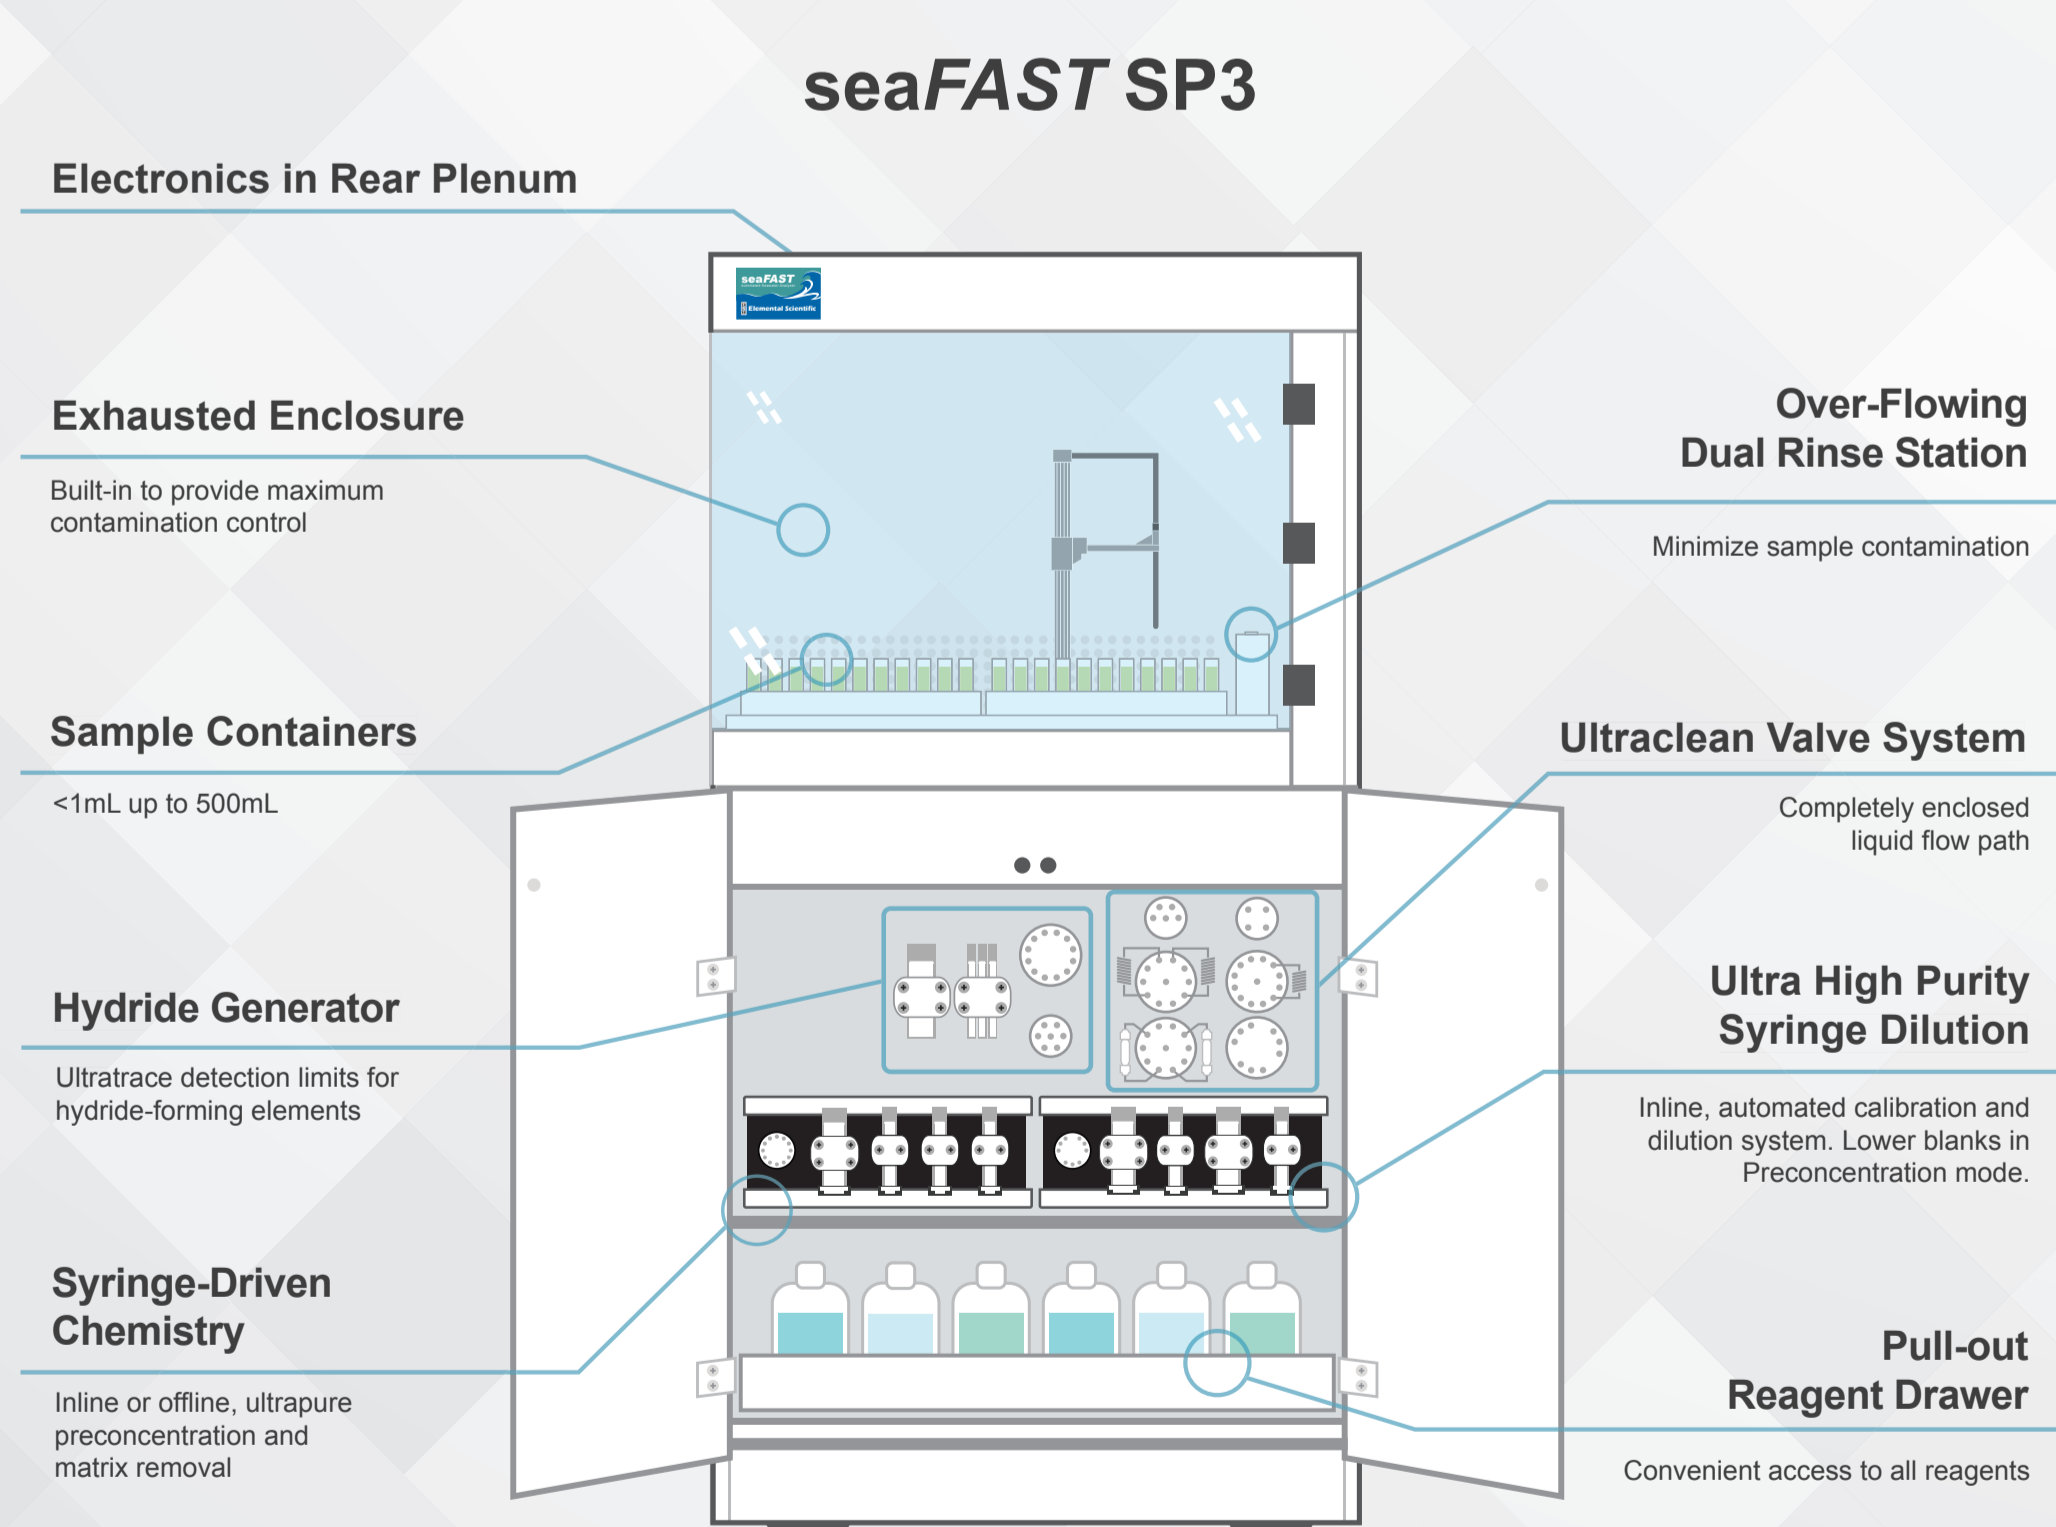 seaFAST SP3
Electronics in Rear Plenum
seaFAST
Elemental Scientific
Exhausted Enclosure
Built-in to provide maximum
contamination control
Over-Flowing
Dual Rinse Station
Minimize sample contamination
Sample Containers
<1mL up to 500mL
Ultraclean Valve System
Completely enclosed
liquid flow path
Hydride Generator
Ultratrace detection limits for
hydride-forming elements
Ultra High Purity
Syringe Dilution
Inline, automated calibration and
dilution system. Lower blanks in
Preconcentration mode.
Syringe-Driven
Chemistry
Inline or offline, ultrapure
preconcentration and
matrix removal
Pull-out
Reagent Drawer
Convenient access to all reagents